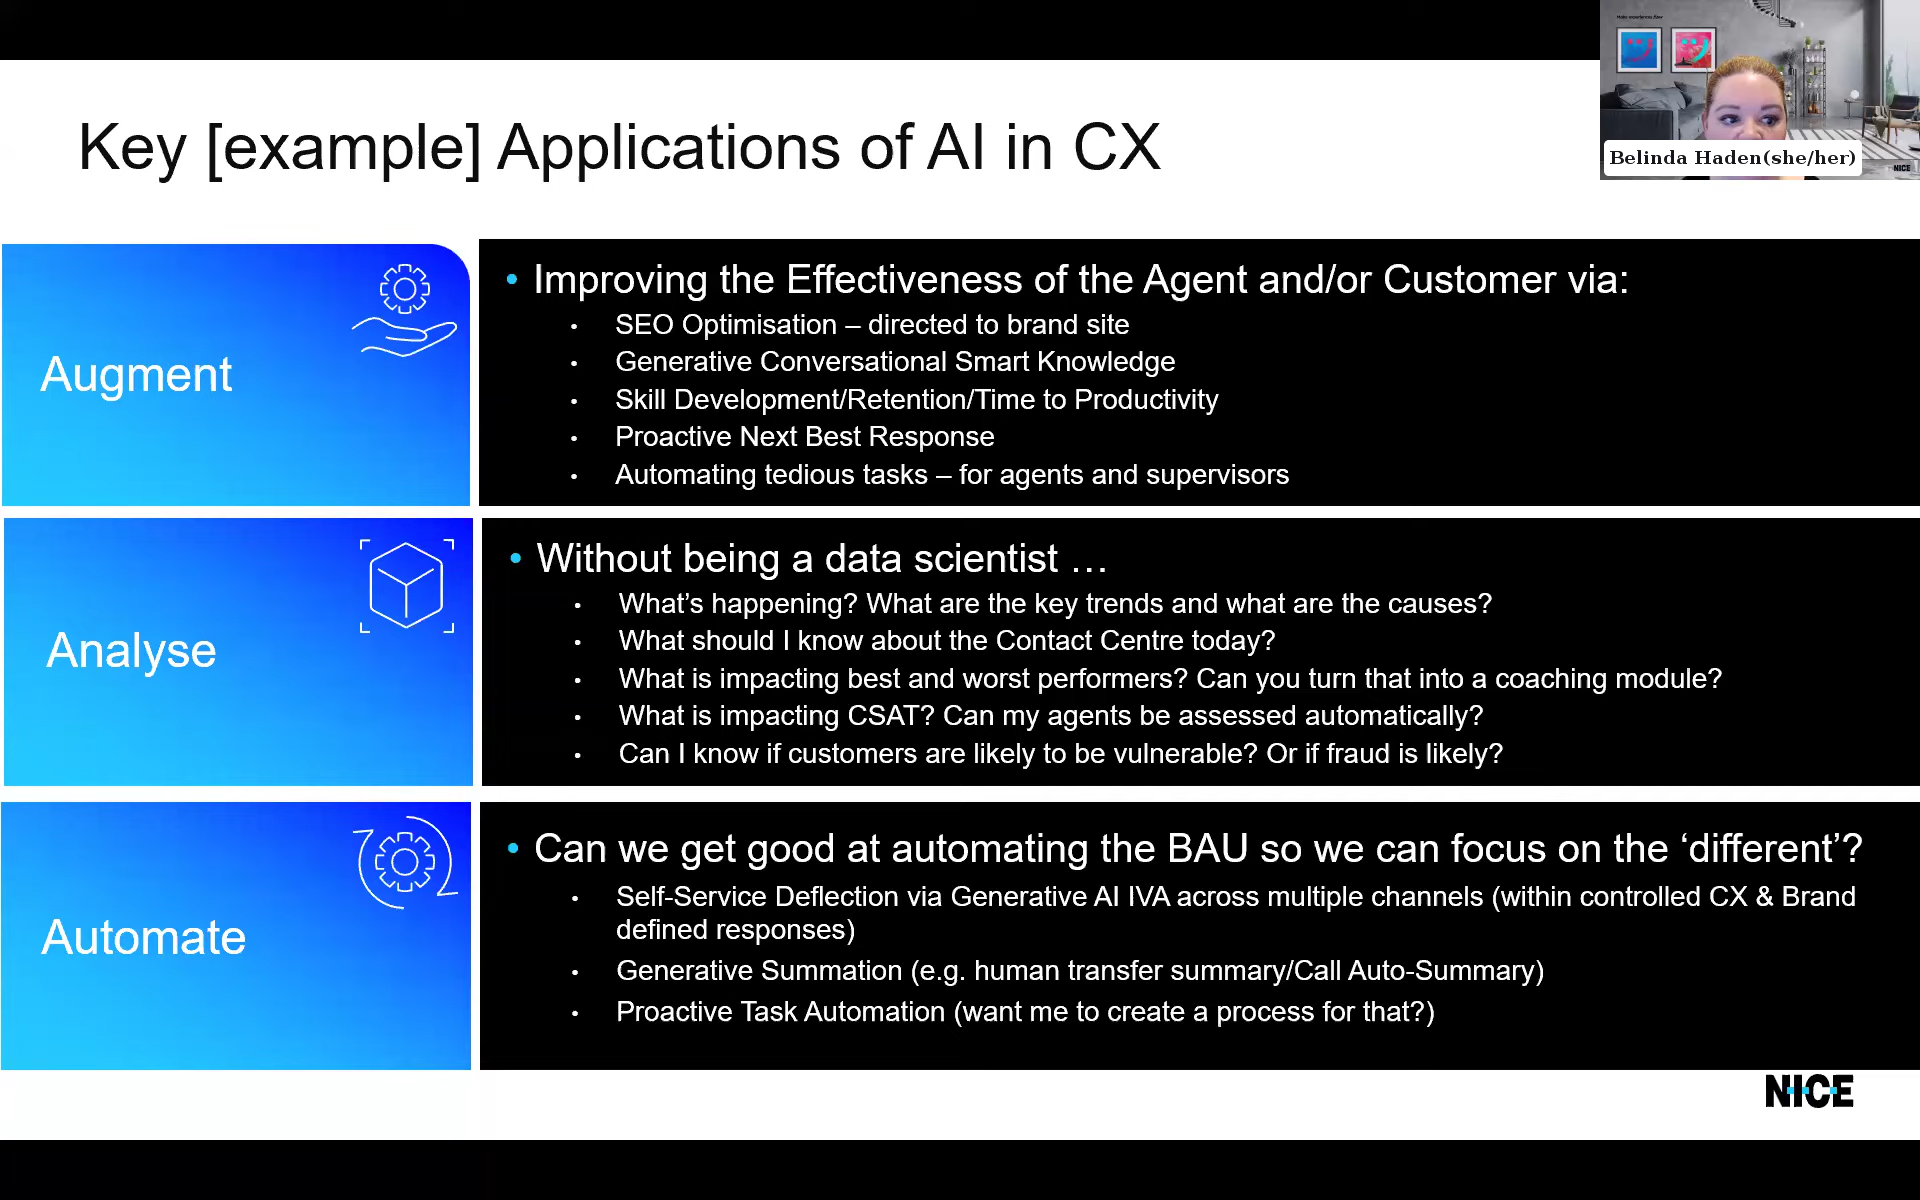 Key [example] Applications of AI in CX
Belinda Haden(she/her)
NICE
Augment
• Improving the Effectiveness of the Agent and/or Customer via:
• SEO Optimisation – directed to brand site
• Generative Conversational Smart Knowledge
• Skill Development/Retention/Time to Productivity
• Proactive Next Best Response
• Automating tedious tasks – for agents and supervisors
Analyse
• Without being a data scientist …
• What’s happening? What are the key trends and what are the causes?
• What should I know about the Contact Centre today?
• What is impacting best and worst performers? Can you turn that into a coaching module?
• What is impacting CSAT? Can my agents be assessed automatically?
• Can I know if customers are likely to be vulnerable? Or if fraud is likely?
Automate
• Can we get good at automating the BAU so we can focus on the ‘different’?
• Self-Service Deflection via Generative AI IVA across multiple channels (within controlled CX & Brand
defined responses)
• Generative Summation (e.g. human transfer summary/Call Auto-Summary)
• Proactive Task Automation (want me to create a process for that?)
NICE